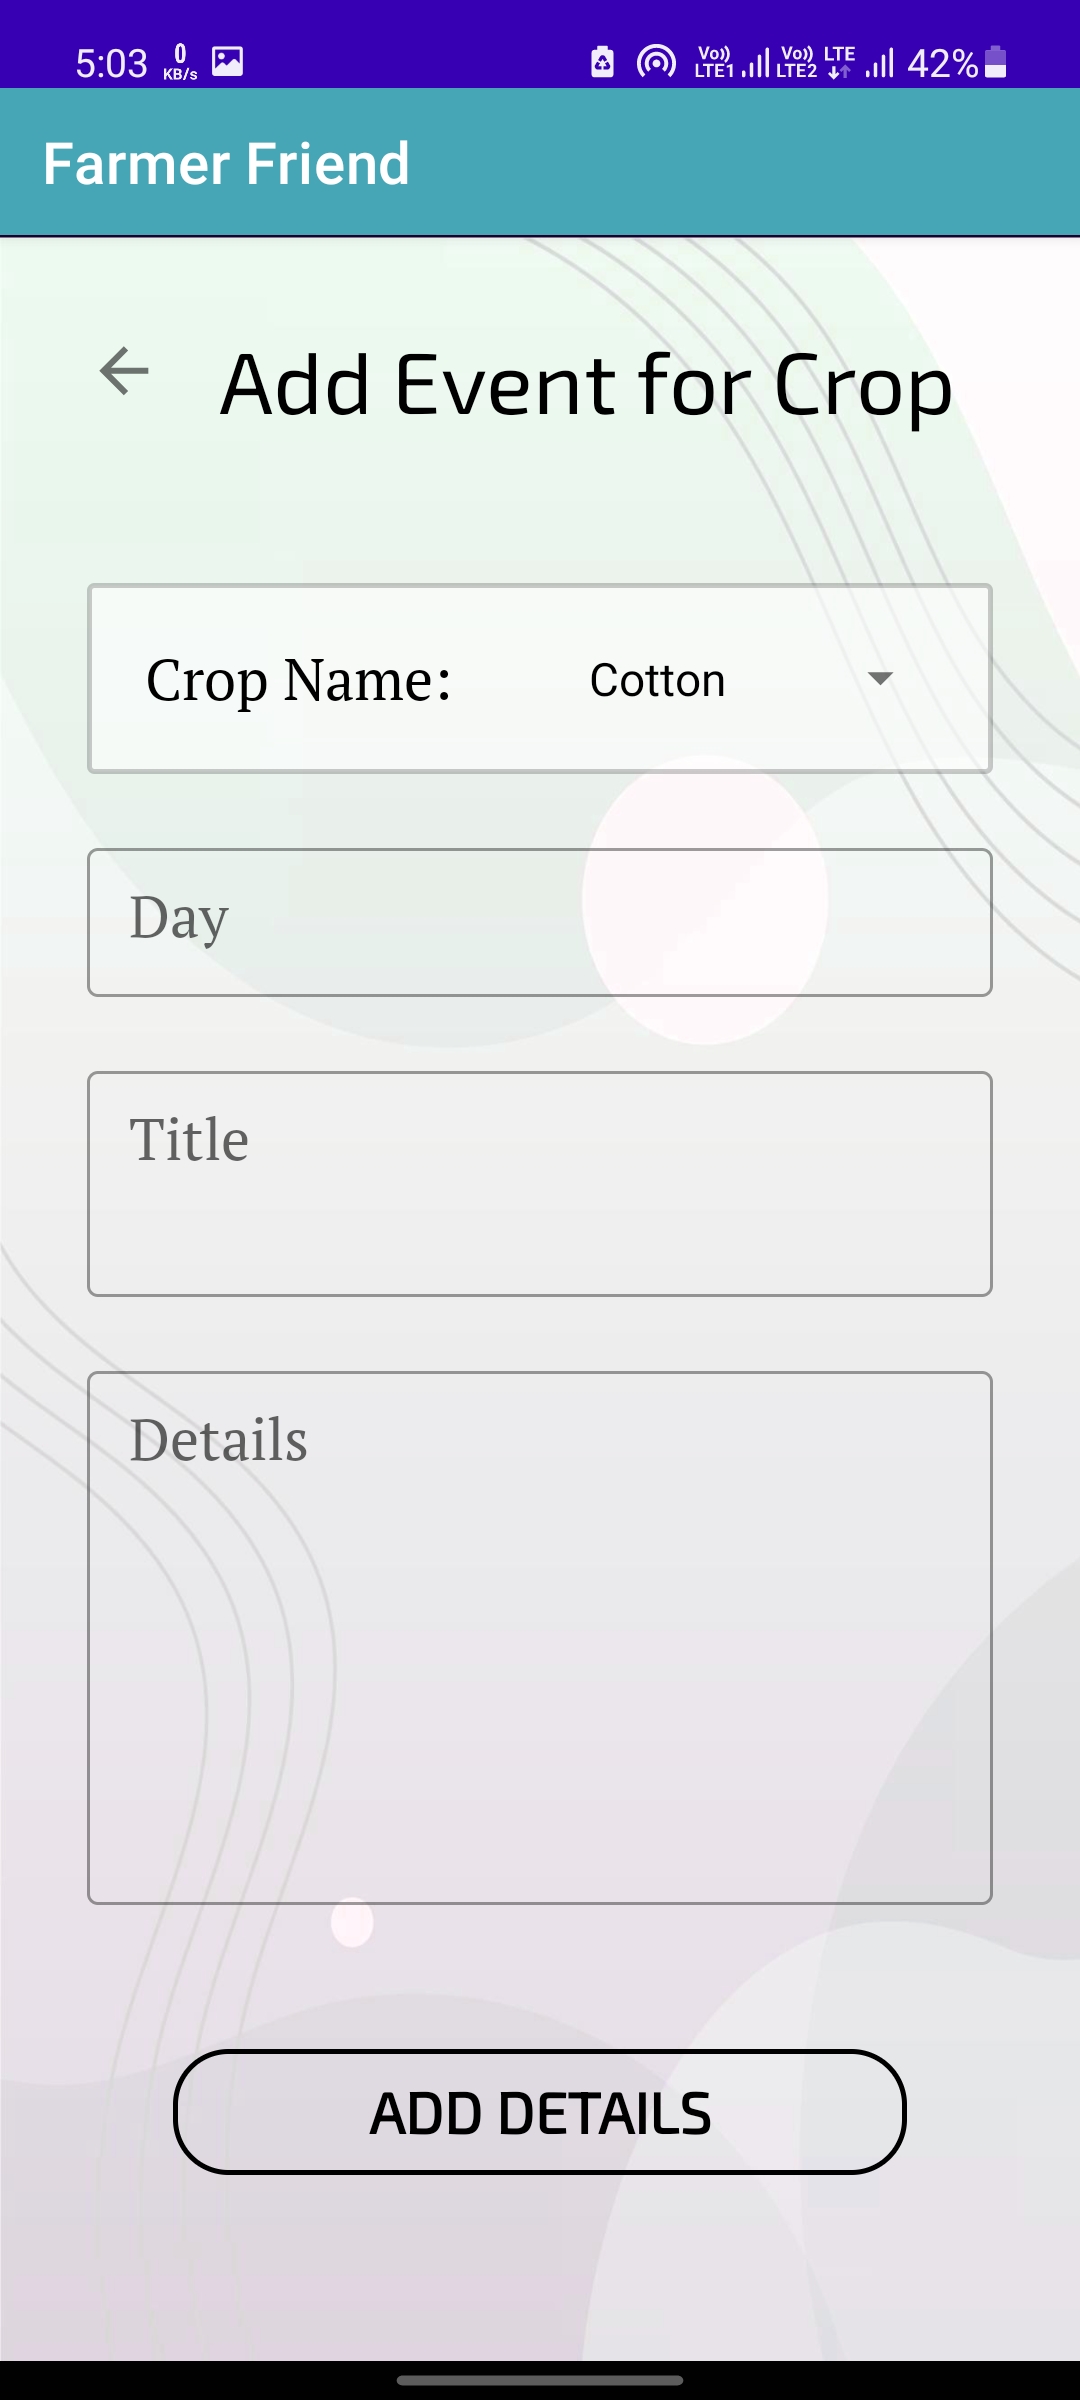 5:03 0 KB/s Vo)) LTE1 Vo)) LTE2 LTE 42%
Farmer Friend
Add Event for Crop
Crop Name: Cotton
Day
Title
Details
ADD DETAILS